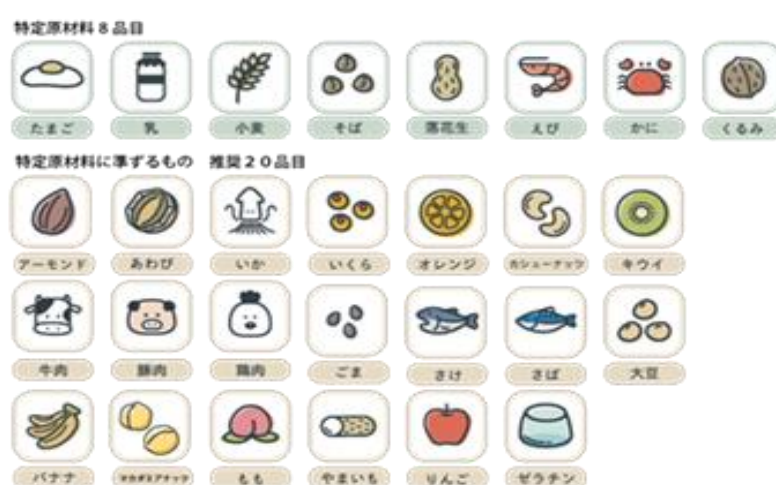 特定原材料8品目
たまご 乳 小麦 そば 落花生 えび かに くるみ
特定原材料に準ずるもの 推奨20品目
アーモンド あわび いか いくら オレンジ カシューナッツ キウイ
牛肉 豚肉 鶏肉 ごま さけ さば 大豆
バナナ マカダミアナッツ もも やまいも りんご ゼラチン